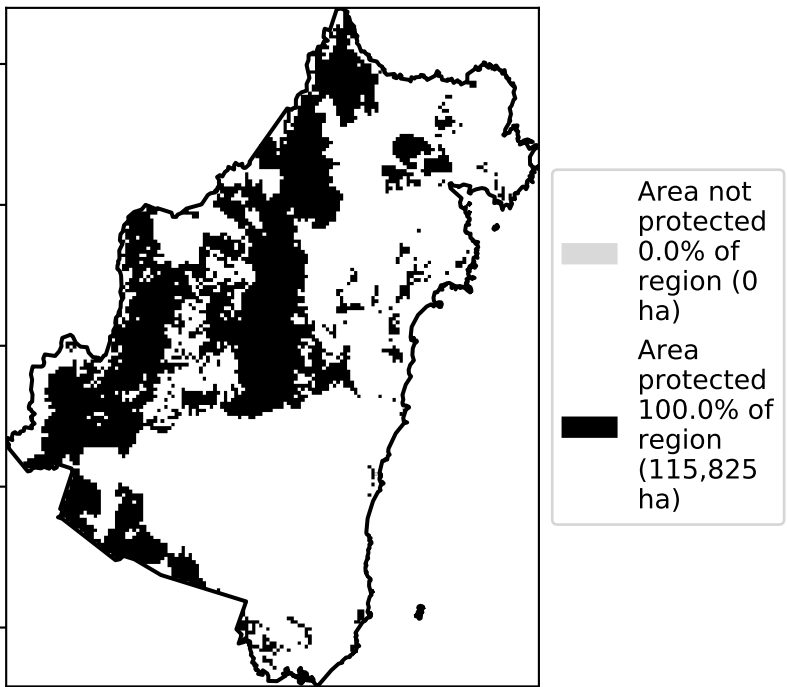 Area not
protected
0.0% of
region (0
ha)
Area
protected
100.0% of
region
(115,825
ha)